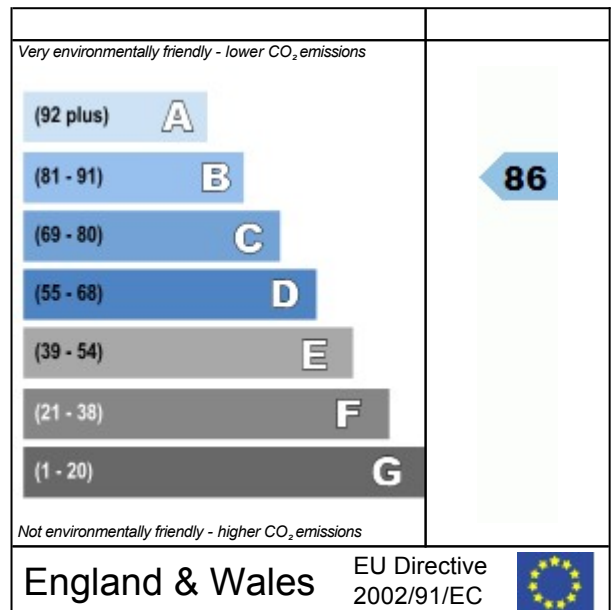 Very environmentally friendly - lower CO₂ emissions
(92 plus) A
(81 - 91) B
86
(69 - 80) C
(55 - 68) D
(39 - 54) E
(21 - 38) F
(1 - 20) G
Not environmentally friendly - higher CO₂ emissions
England & Wales
EU Directive
2002/91/EC